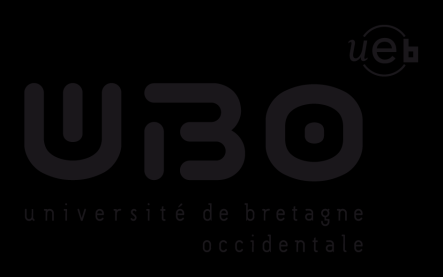 ueb
UBO
université de bretagne
occidentale